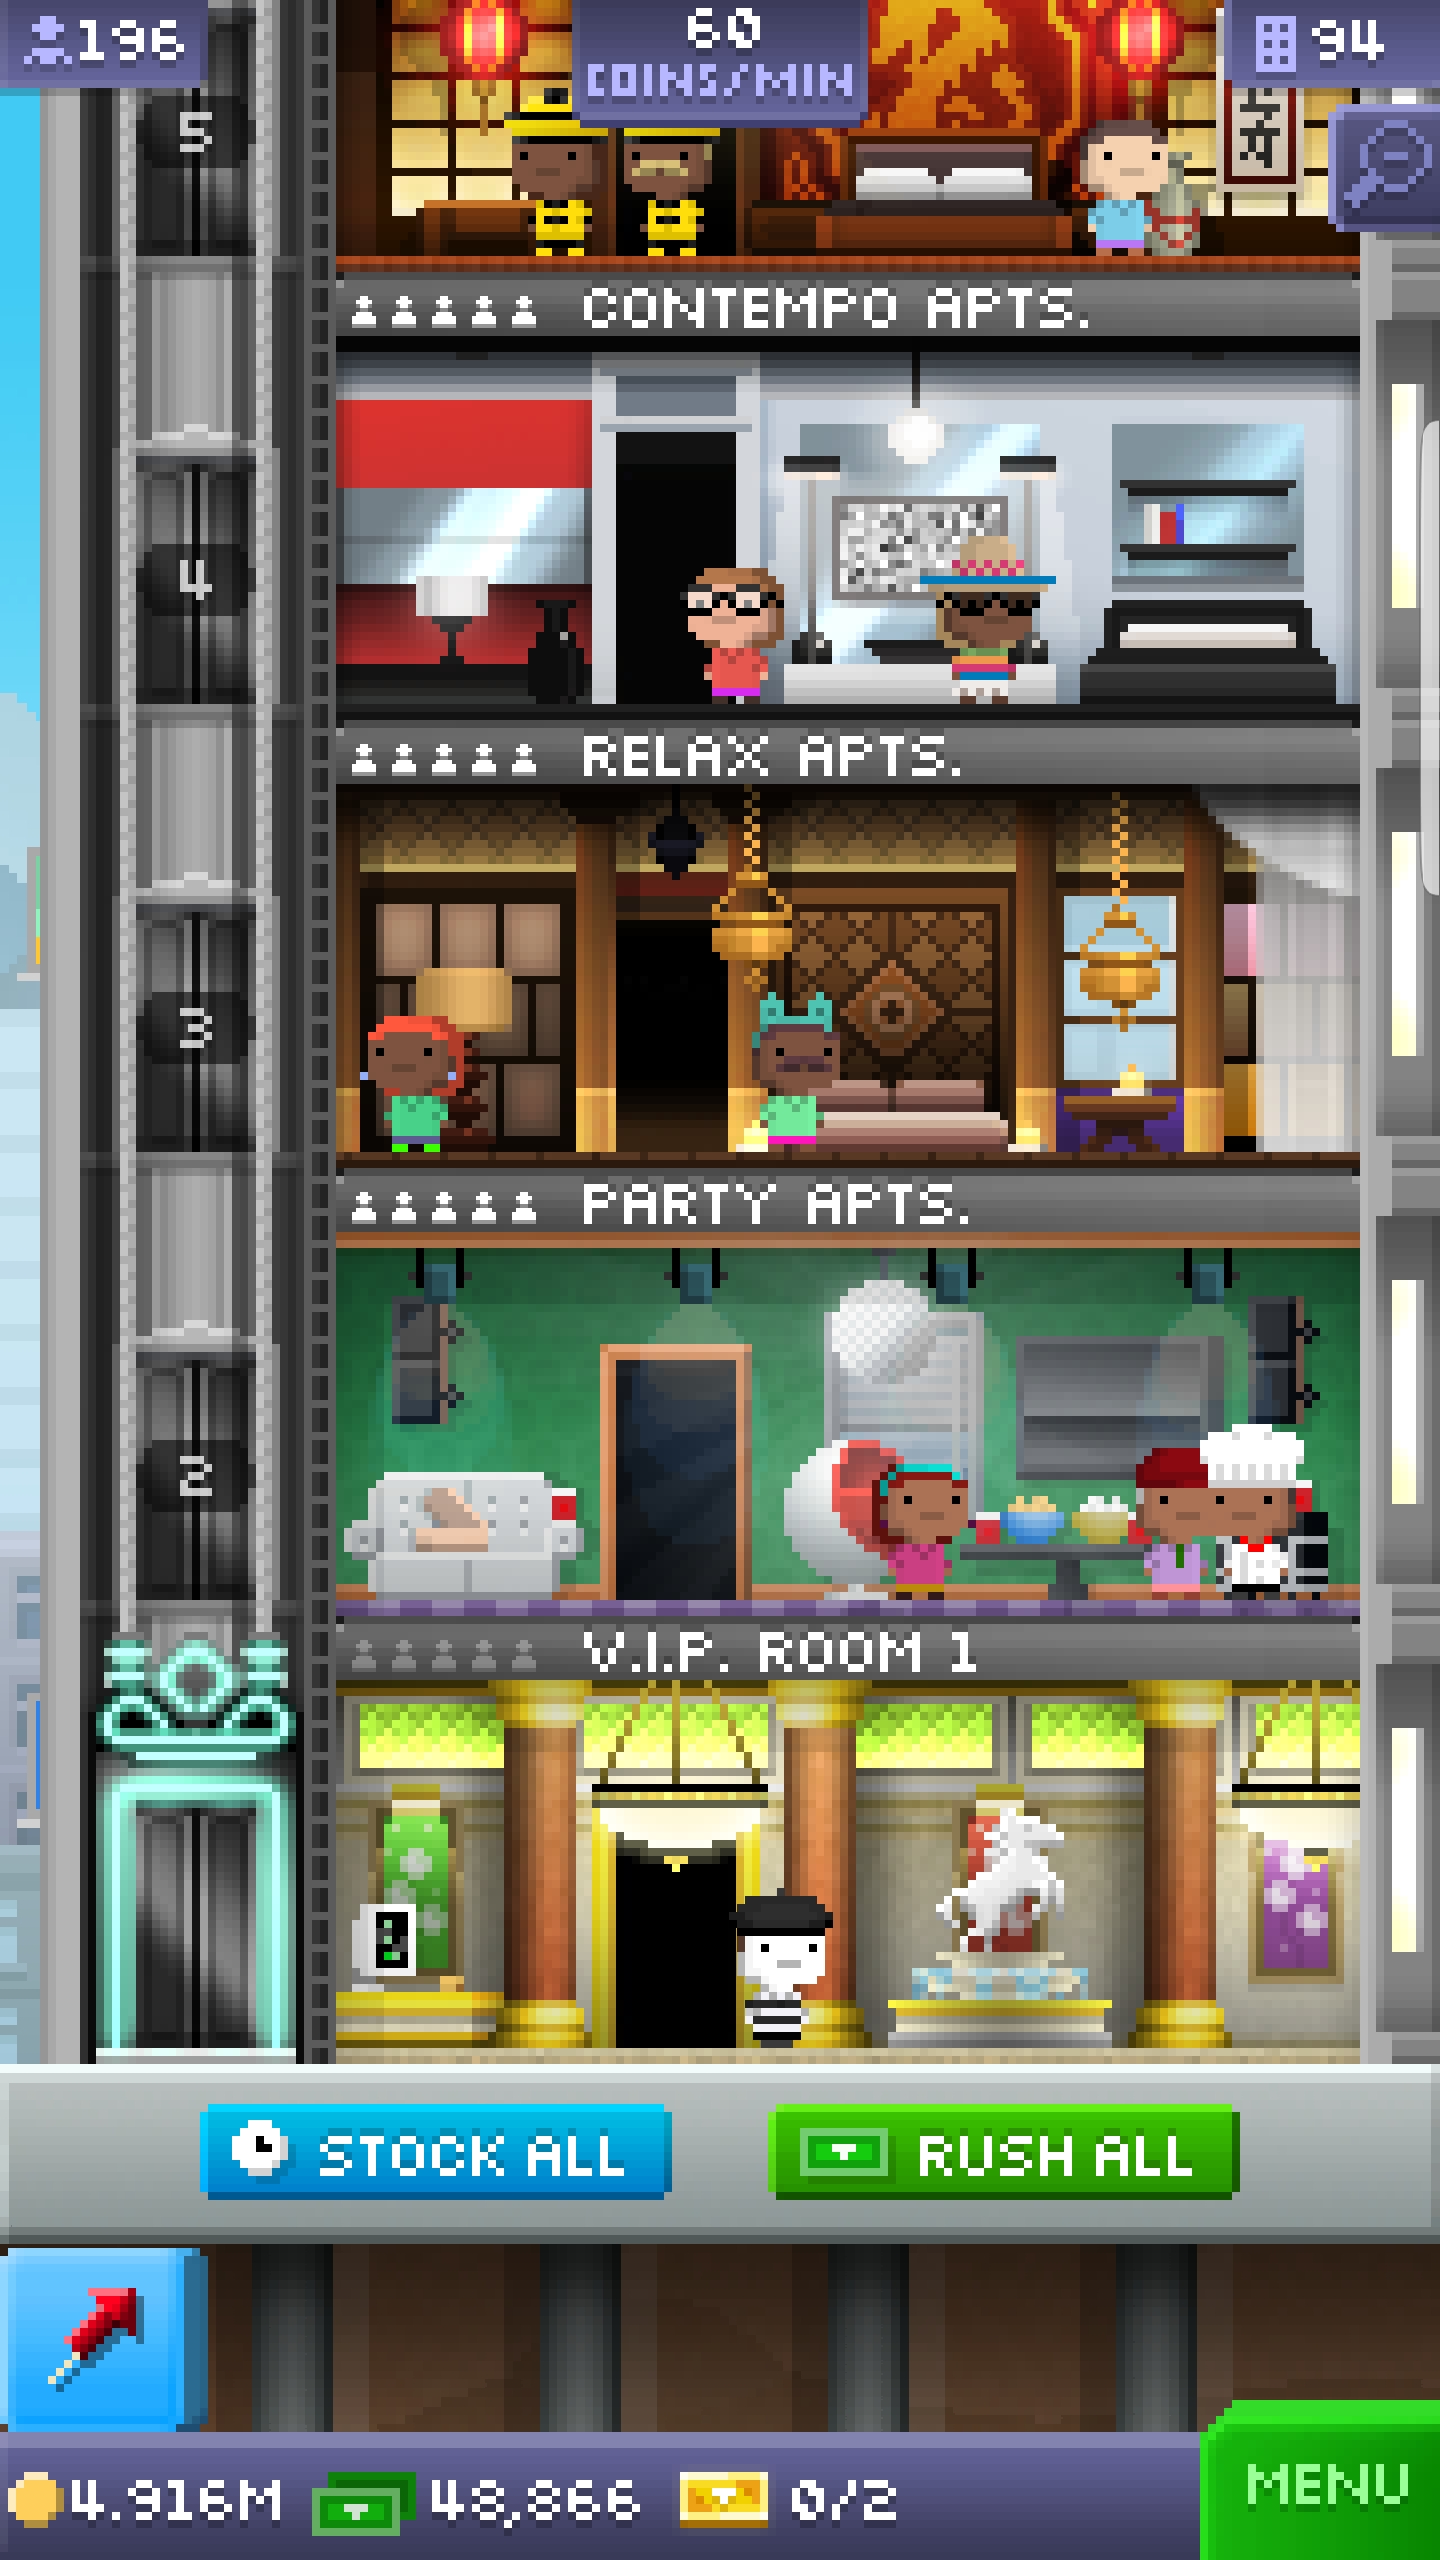 196
60
COINS/MIN
94
5
寿
CONTEMPO APTS.
4
RELAX APTS.
3
PARTY APTS.
2
V.I.P. ROOM 1
STOCK ALL
RUSH ALL
4.916M
48,866
0/2
MENU